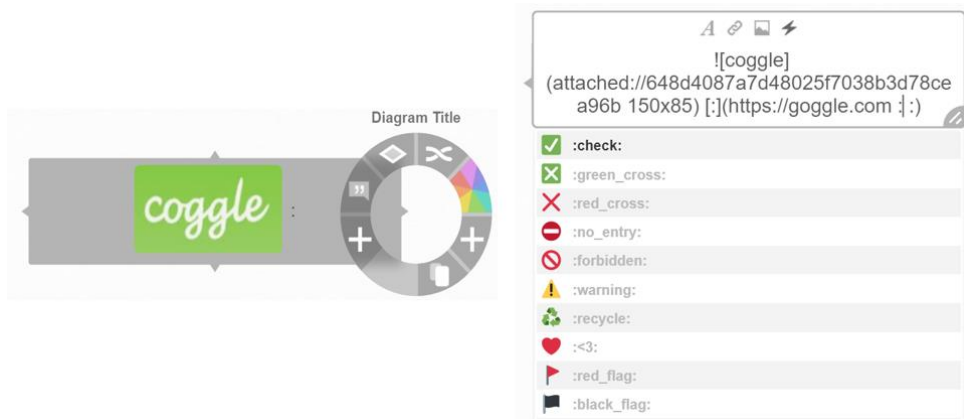 Diagram Title
coggle :
![coggle]
(attached://648d4087a7d48025f7038b3d78ce
a96b 150x85) [:](https://goggle.com : :)
:check:
:green_cross:
:red_cross:
:no_entry:
:forbidden:
:warning:
:recycle:
:<3:
:red_flag:
:black_flag: